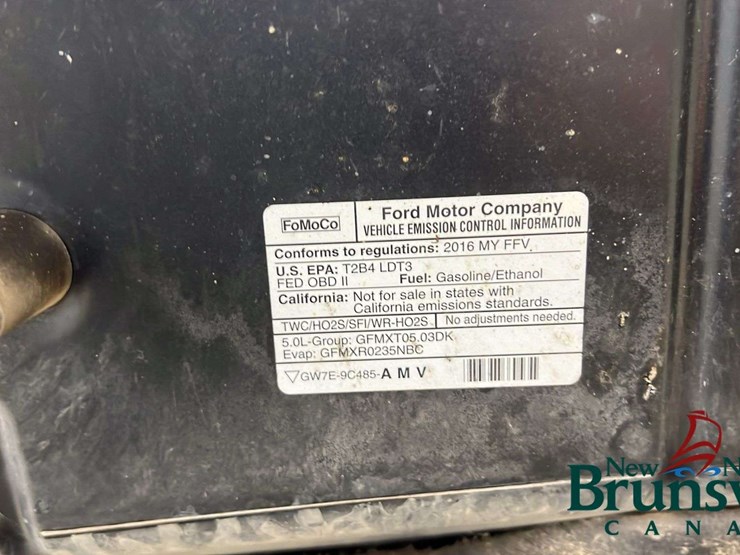 FoMoCo
Ford Motor Company
VEHICLE EMISSION CONTROL INFORMATION
Conforms to regulations: 2016 MY FFV
U.S. EPA: T2B4 LDT3
FED OBD II Fuel: Gasoline/Ethanol
California: Not for sale in states with
California emissions standards.
TWC/HO2S/SFI/WR-HO2S No adjustments needed.
5.0L-Group: GFMXT05.03DK
Evap: GFMXR0235NBC
GW7E-9C485-A M V
New N
Brunsw
CANA